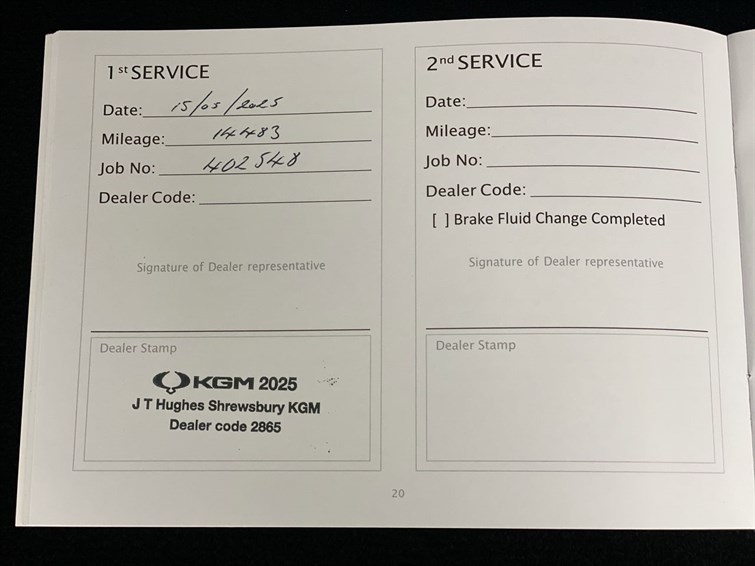 1st SERVICE
Date: 15/05/2025
Mileage: 14483
Job No: 402548
Dealer Code:
Signature of Dealer representative
Dealer Stamp
KGM 2025
J T Hughes Shrewsbury KGM
Dealer code 2865
2nd SERVICE
Date:
Mileage:
Job No:
Dealer Code:
[ ] Brake Fluid Change Completed
Signature of Dealer representative
Dealer Stamp
20